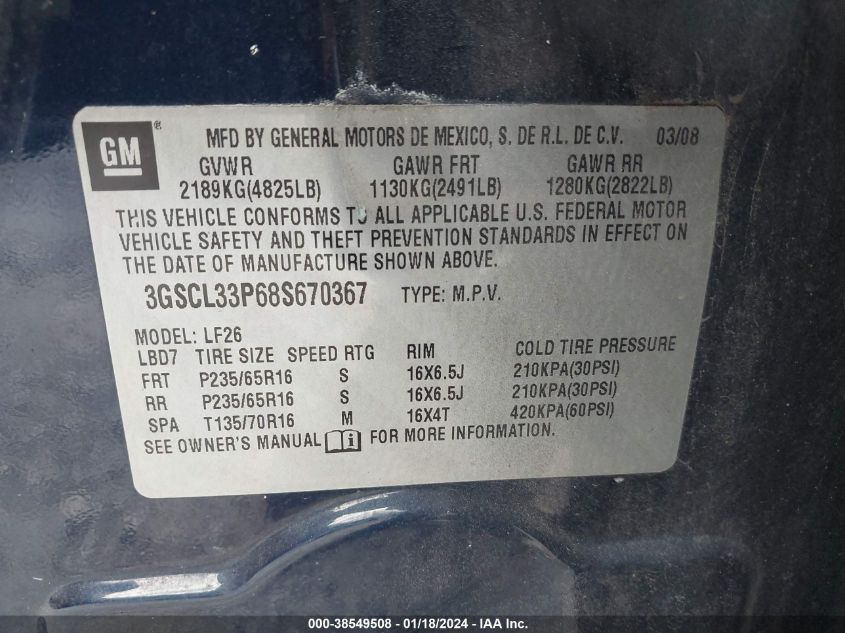 GM ® MFD BY GENERAL MOTORS DE MEXICO, S. DE R.L. DE C.V. 03/08
GVWR GAWR FRT GAWR RR
2189KG(4825LB) 1130KG(2491LB) 1280KG(2822LB)
THIS VEHICLE CONFORMS TO ALL APPLICABLE U.S. FEDERAL MOTOR
VEHICLE SAFETY AND THEFT PREVENTION STANDARDS IN EFFECT ON
THE DATE OF MANUFACTURE SHOWN ABOVE.
3GSCL33P68S670367 TYPE: M.P.V.
MODEL: LF26
LBD7 TIRE SIZE SPEED RTG RIM COLD TIRE PRESSURE
FRT P235/65R16 S 16X6.5J 210KPA(30PSI)
RR P235/65R16 S 16X6.5J 210KPA(30PSI)
SPA T135/70R16 M 16X4T 420KPA(60PSI)
SEE OWNER'S MANUAL i FOR MORE INFORMATION.
000-38549508 - 01/18/2024 - IAA Inc.